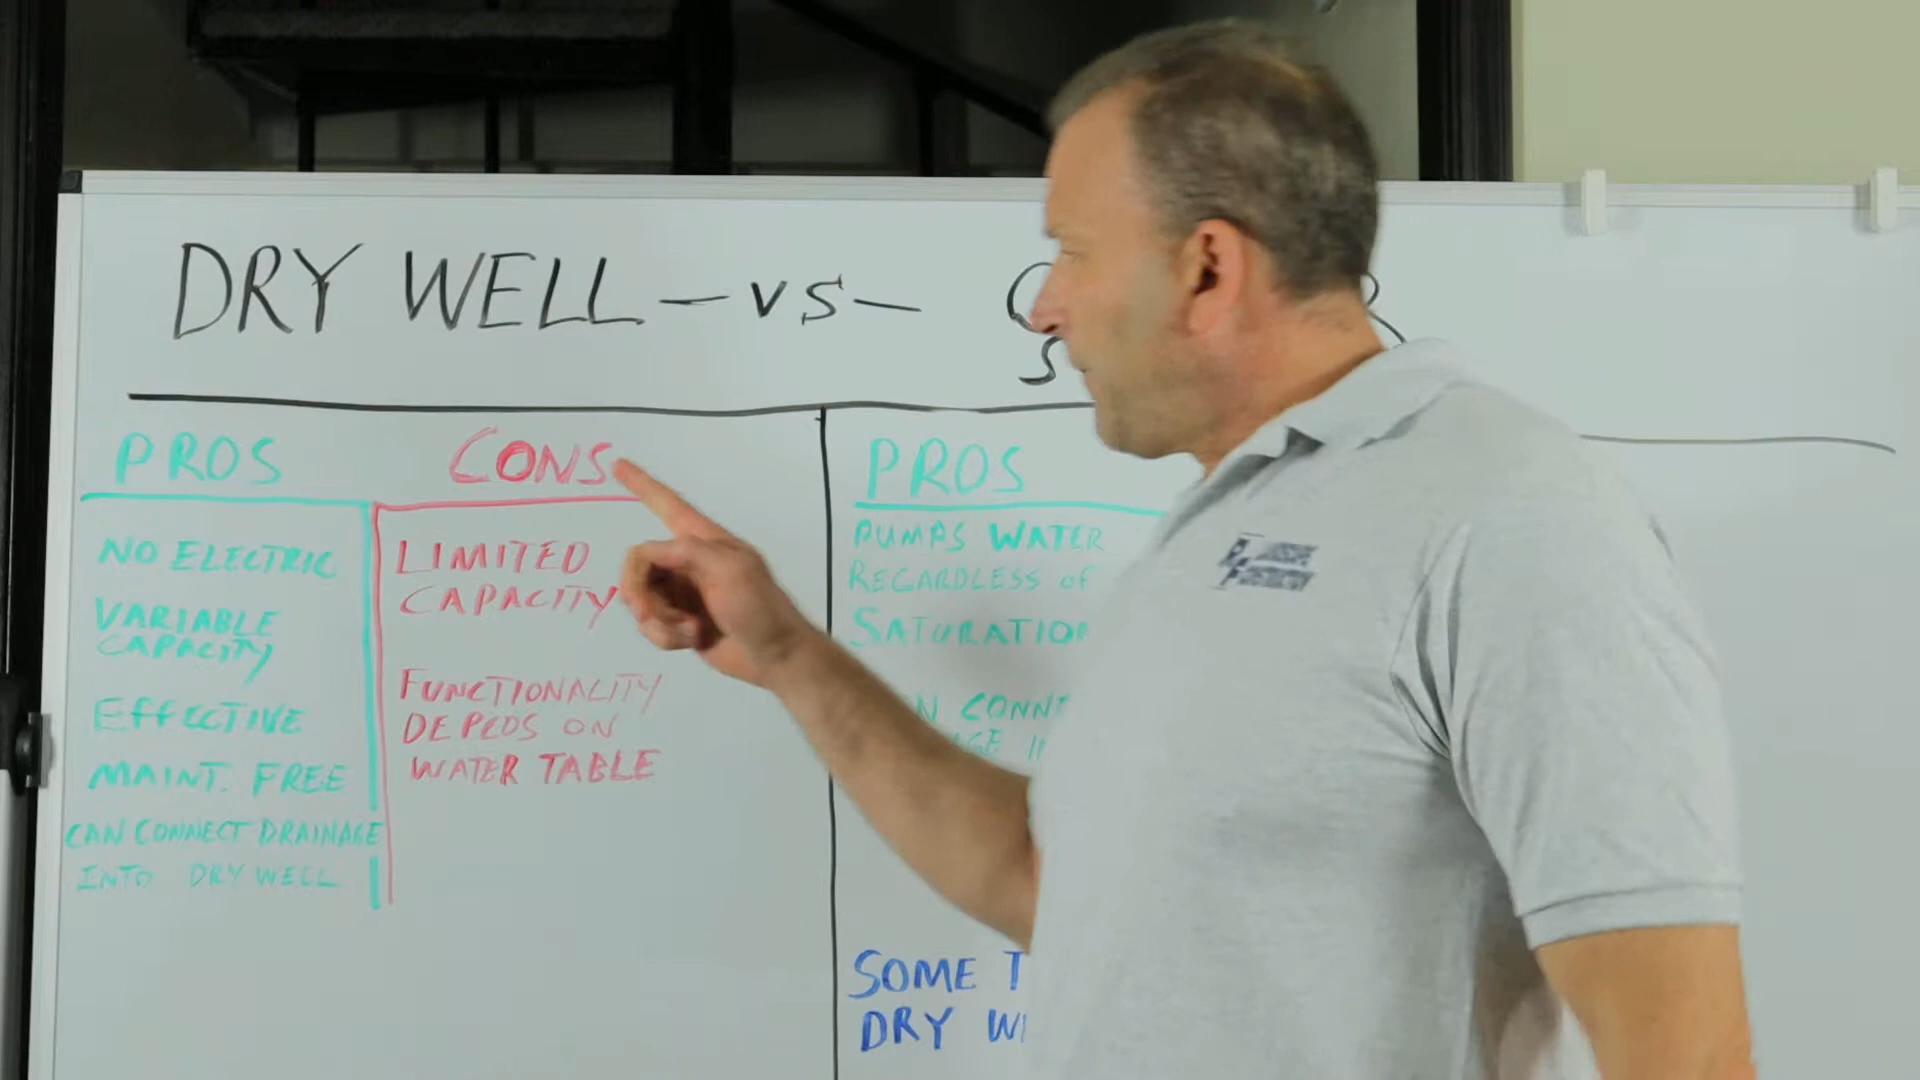 DRY WELL - VS -
PROS
CONS
NO ELECTRIC
VARIABLE
CAPACITY
EFFECTIVE
MAINT. FREE
CAN CONNECT DRAINAGE
INTO DRY WELL
LIMITED
CAPACITY
FUNCTIONALITY
DEPEDS ON
WATER TABLE
PROS
PUMPS WATER
REGARDLESS OF
SATURATION
SOME
DRY